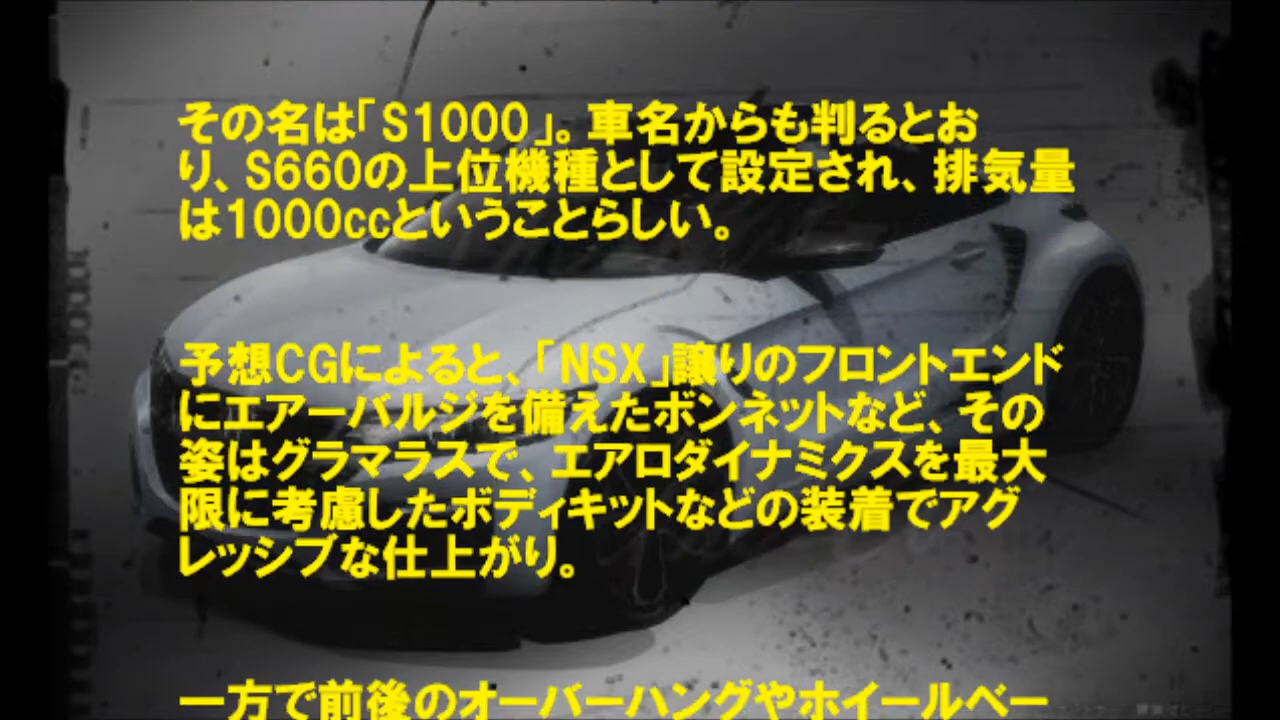 その名は「S1000」。車名からも判るとお
り、S660の上位機種として設定され、排気量
は1000ccということらしい。
予想CGによると、「NSX」譲りのフロントエンド
にエアーバルジを備えたボンネットなど、その
姿はグラマラスで、エアロダイナミクスを最大
限に考慮したボディキットなどの装着でアグ
レッシブな仕上がり。
一方で前後のオーバーハングやホイールベー